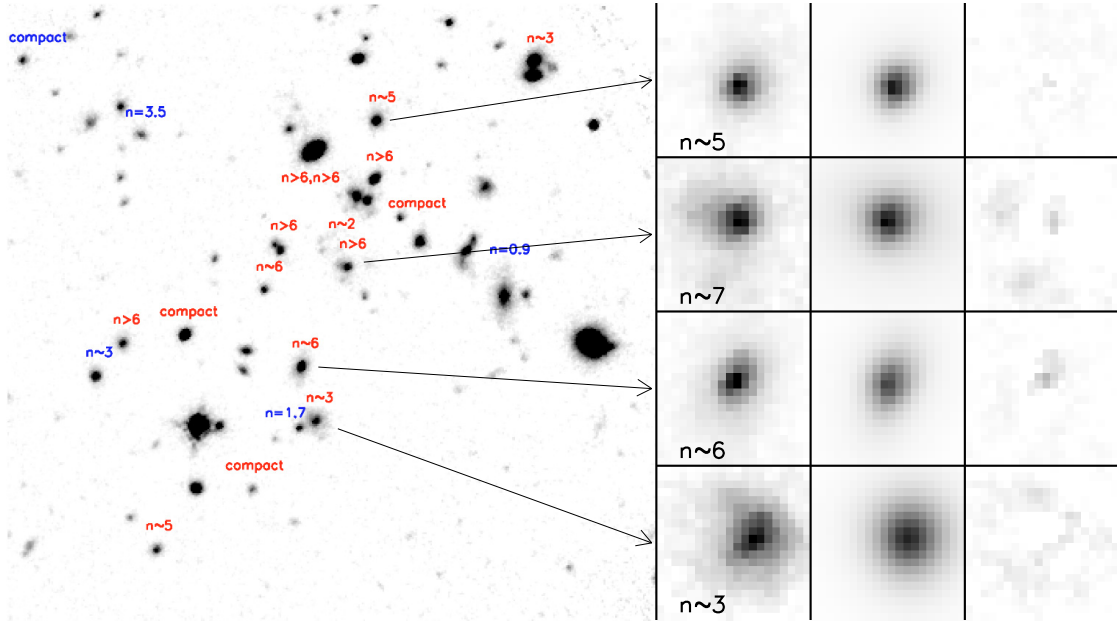 compact
n~3
n=3.5
n~5
n>6
n>6,n>6
compact
n~2
n>6
n>6
n=0.9
n~6
compact
n>6
n~3
n~6
n~3
n=1.7
compact
n~5
n~5
n~7
n~6
n~3